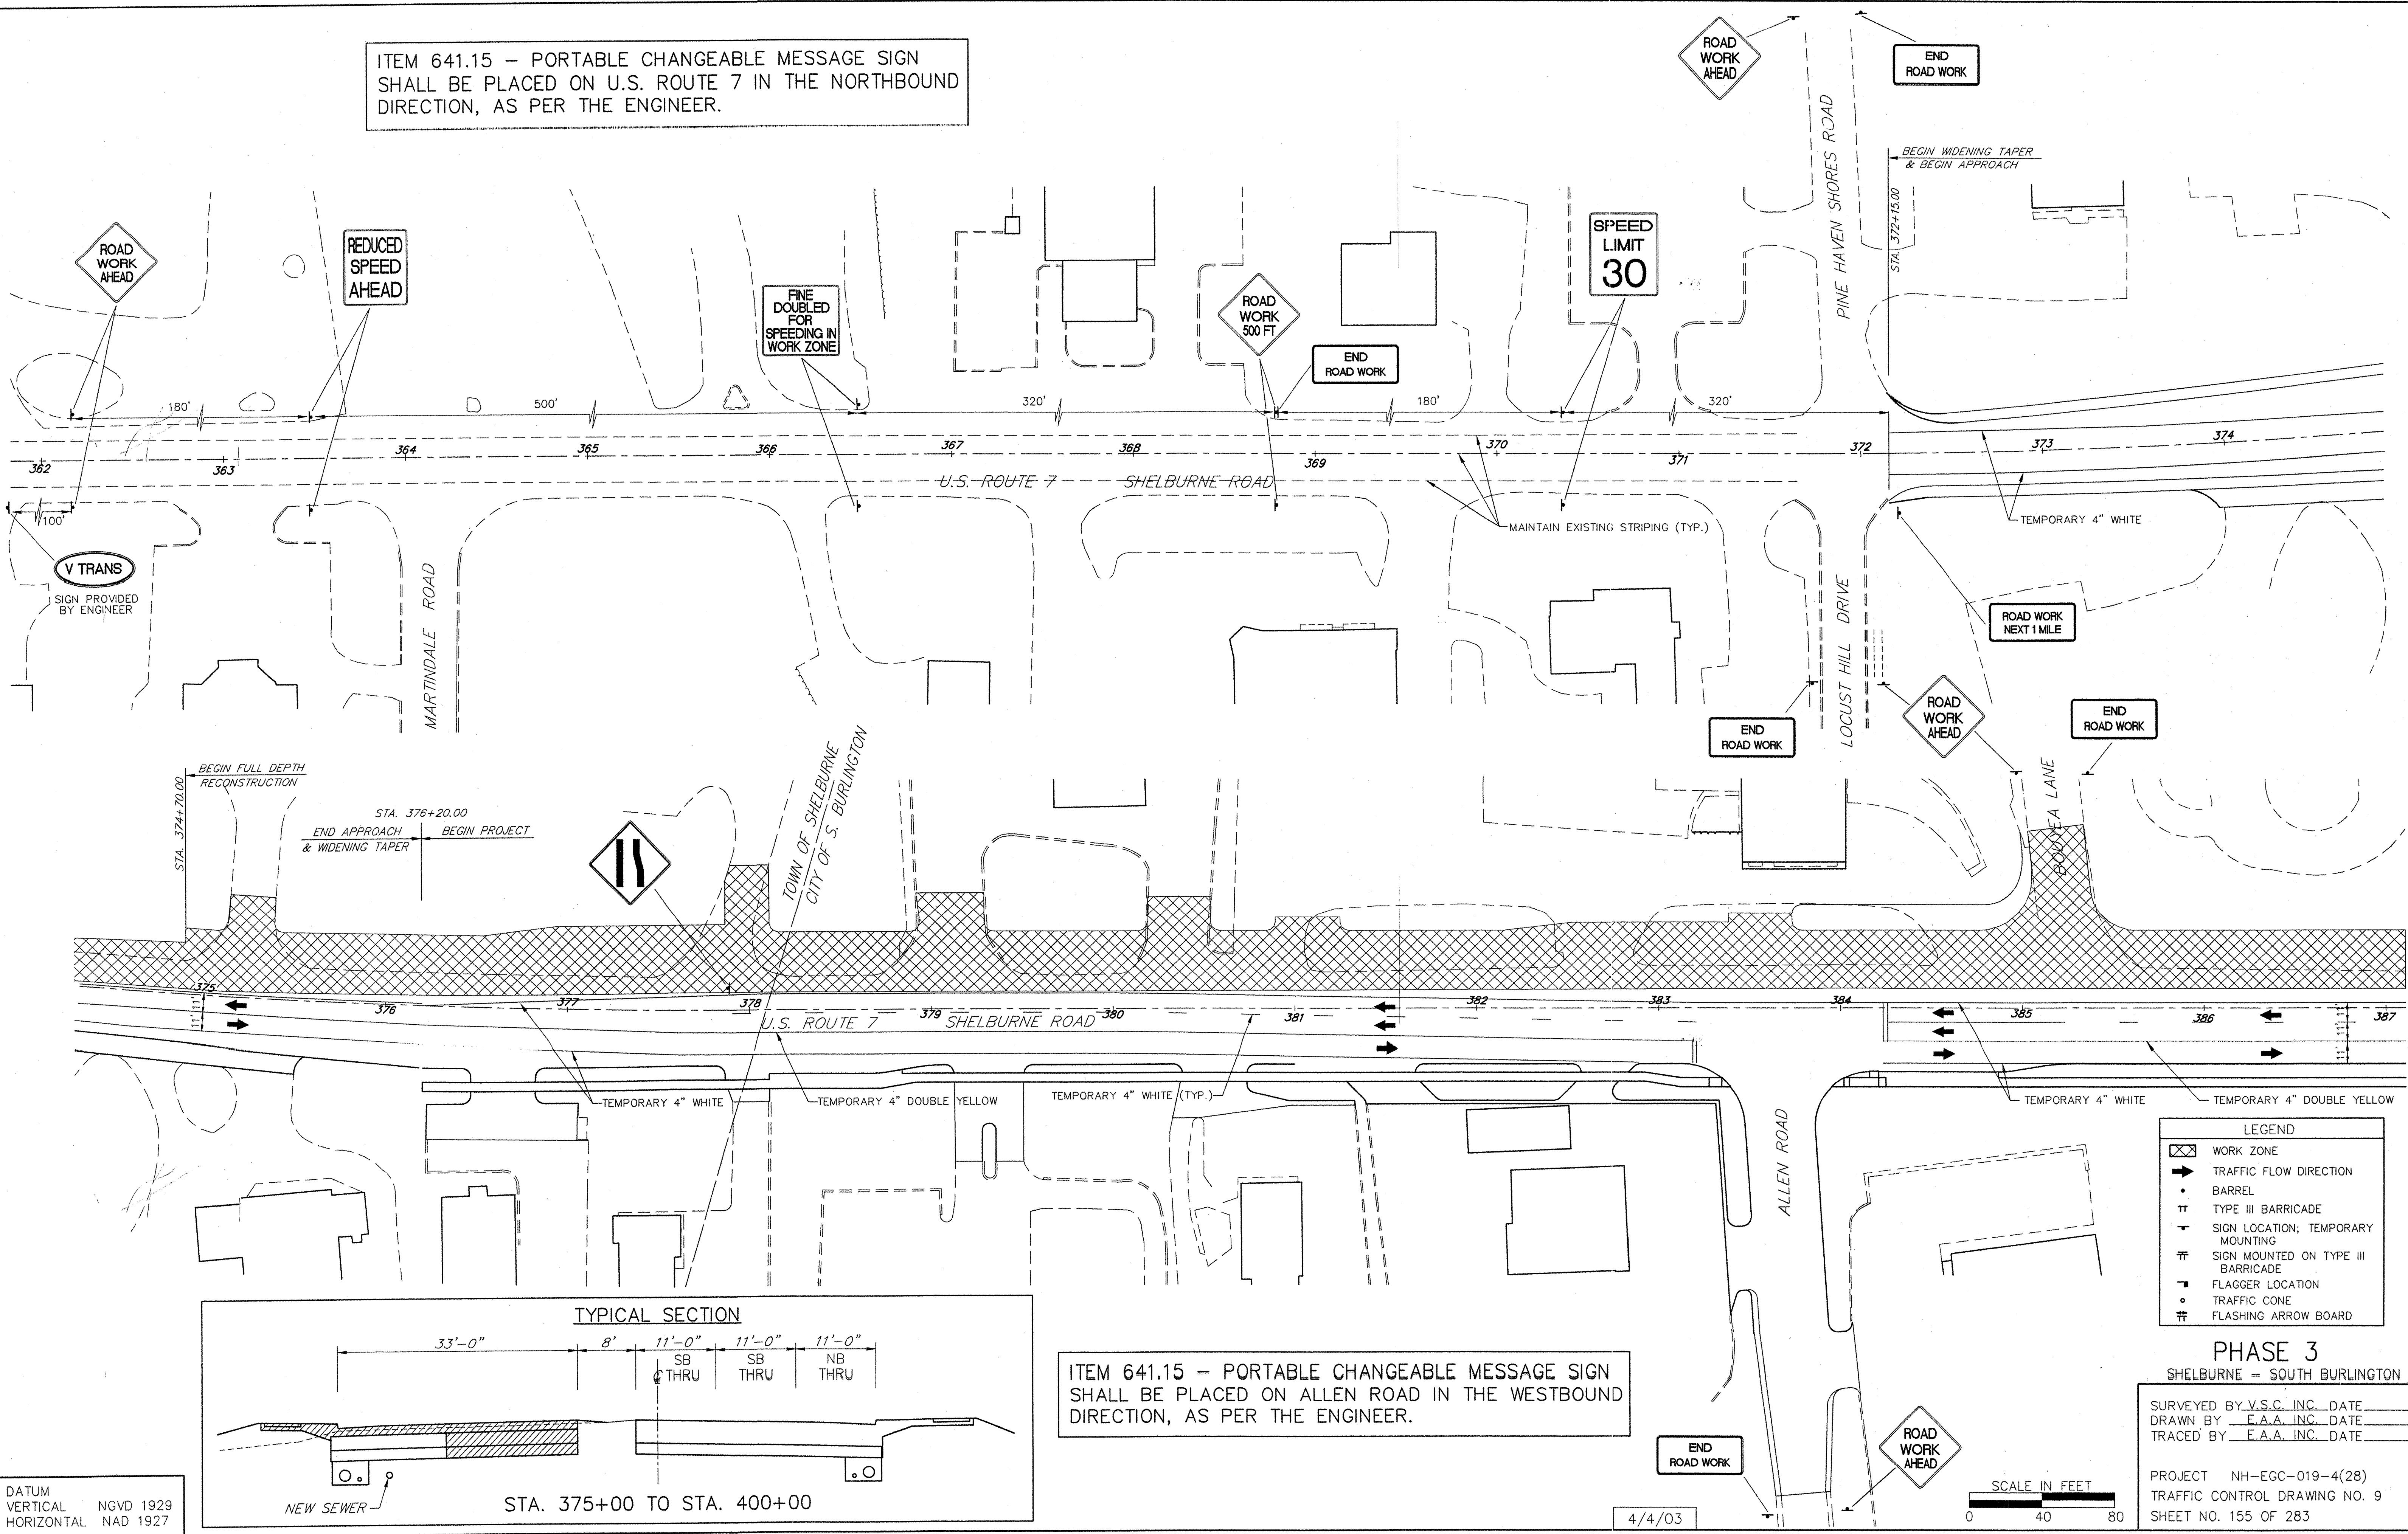 ITEM 641.15 – PORTABLE CHANGEABLE MESSAGE SIGN
SHALL BE PLACED ON U.S. ROUTE 7 IN THE NORTHBOUND
DIRECTION, AS PER THE ENGINEER.
ROAD
WORK
AHEAD
END
ROAD WORK
PINE HAVEN SHORES ROAD
BEGIN WIDENING TAPER
& BEGIN APPROACH
STA. 372+15.00
ROAD
WORK
AHEAD
REDUCED
SPEED
AHEAD
FINE
DOUBLED
FOR
SPEEDING IN
WORK ZONE
ROAD
WORK
500 FT
END
ROAD WORK
SPEED
LIMIT
30
180'
500'
320'
180'
320'
362
363
364
365
366
367
368
369
370
371
372
373
374
U.S. ROUTE 7
SHELBURNE ROAD
100'
MAINTAIN EXISTING STRIPING (TYP.)
TEMPORARY 4" WHITE
V TRANS
SIGN PROVIDED
BY ENGINEER
MARTINDALE ROAD
LOCUST HILL DRIVE
ROAD WORK
NEXT 1 MILE
END
ROAD WORK
ROAD
WORK
AHEAD
END
ROAD WORK
BEGIN FULL DEPTH
RECONSTRUCTION
STA. 374+70.00
STA. 376+20.00
END APPROACH
& WIDENING TAPER
BEGIN PROJECT
TOWN OF SHELBURNE
CITY OF S. BURLINGTON
LANE
375
376
377
378
379
380
381
382
383
384
385
386
387
11'
11'
U.S. ROUTE 7
SHELBURNE ROAD
11'
11'
11'
TEMPORARY 4" WHITE
TEMPORARY 4" DOUBLE YELLOW
TEMPORARY 4" WHITE (TYP.)
TEMPORARY 4" WHITE
TEMPORARY 4" DOUBLE YELLOW
ALLEN ROAD
LEGEND
WORK ZONE
TRAFFIC FLOW DIRECTION
BARREL
TYPE III BARRICADE
SIGN LOCATION; TEMPORARY
MOUNTING
SIGN MOUNTED ON TYPE III
BARRICADE
FLAGGER LOCATION
TRAFFIC CONE
FLASHING ARROW BOARD
TYPICAL SECTION
33'-0"
8'
11'-0"
11'-0"
11'-0"
SB
THRU
SB
THRU
NB
THRU
NEW SEWER
STA. 375+00 TO STA. 400+00
ITEM 641.15 – PORTABLE CHANGEABLE MESSAGE SIGN
SHALL BE PLACED ON ALLEN ROAD IN THE WESTBOUND
DIRECTION, AS PER THE ENGINEER.
END
ROAD WORK
ROAD
WORK
AHEAD
4/4/03
SCALE IN FEET
0 40 80
PHASE 3
SHELBURNE – SOUTH BURLINGTON
SURVEYED BY V.S.C. INC. DATE
DRAWN BY E.A.A. INC. DATE
TRACED BY E.A.A. INC. DATE
PROJECT NH-EGC-019-4(28)
TRAFFIC CONTROL DRAWING NO. 9
SHEET NO. 155 OF 283
DATUM
VERTICAL NGVD 1929
HORIZONTAL NAD 1927